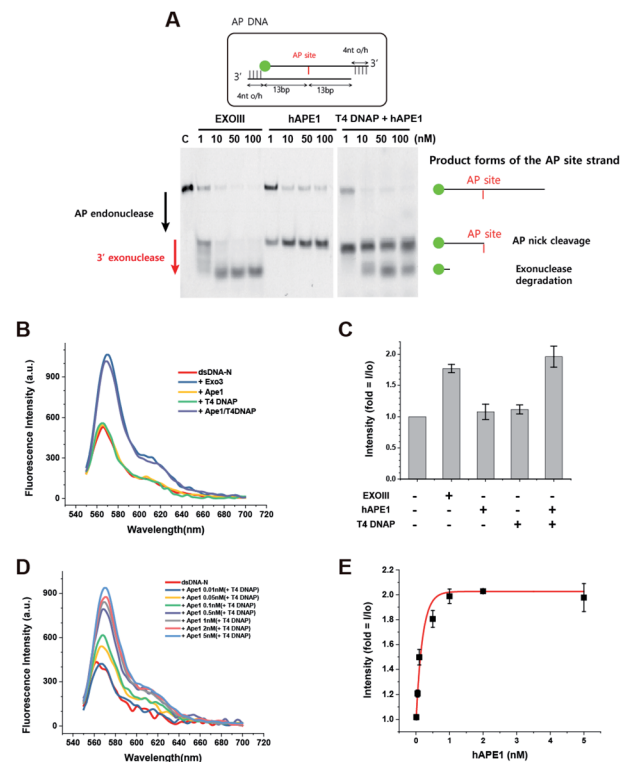 A
AP DNA
AP site
4nt o/h
3'
3'
13bp
13bp
4nt o/h
EXOIII hAPE1 T4 DNAP + hAPE1
C 1 10 50 100 1 10 50 100 1 10 50 100 (nM)
Product forms of the AP site strand
AP site
AP endonuclease
AP site
AP nick cleavage
3' exonuclease
Exonuclease
degradation
B
Fluorescence Intensity (a.u.)
1200
900
600
300
0
540 560 580 600 620 640 660 680 700 720
Wavelength(nm)
dsDNA-N
+ Exo3
+ Ape1
+ T4 DNAP
+ Ape1/T4DNAP
C
Intensity (fold = I/Io)
2.0
1.5
1.0
0.5
0.0
EXOIII - + - - -
hAPE1 - - + - +
T4 DNAP - - - + +
D
Fluorescence Intensity (a.u.)
900
600
300
0
540 560 580 600 620 640 660 680 700 720
Wavelength(nm)
dsDNA-N
+ Ape1 0.01nM(+ T4 DNAP)
+ Ape1 0.05nM(+ T4 DNAP)
+ Ape1 0.1nM(+ T4 DNAP)
+ Ape1 0.5nM(+ T4 DNAP)
+ Ape1 1nM(+ T4 DNAP)
+ Ape1 2nM(+ T4 DNAP)
+ Ape1 5nM(+ T4 DNAP)
E
Intensity (fold = I/Io)
2.2
2.0
1.8
1.6
1.4
1.2
1.0
0 1 2 3 4 5
hAPE1 (nM)